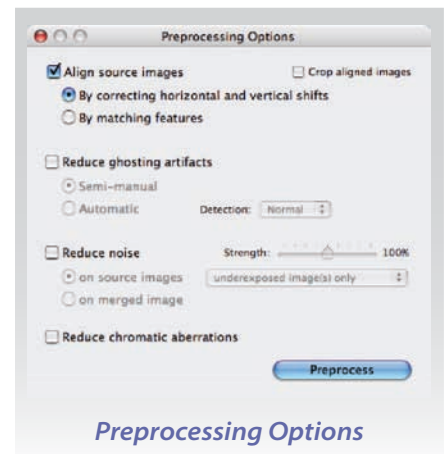 Preprocessing Options
Align source images Crop aligned images
By correcting horizontal and vertical shifts
By matching features
Reduce ghosting artifacts
Semi-manual
Automatic Detection: Normal
Reduce noise Strength: 100%
on source images underexposed image(s) only
on merged image
Reduce chromatic aberrations
Preprocess
Preprocessing Options